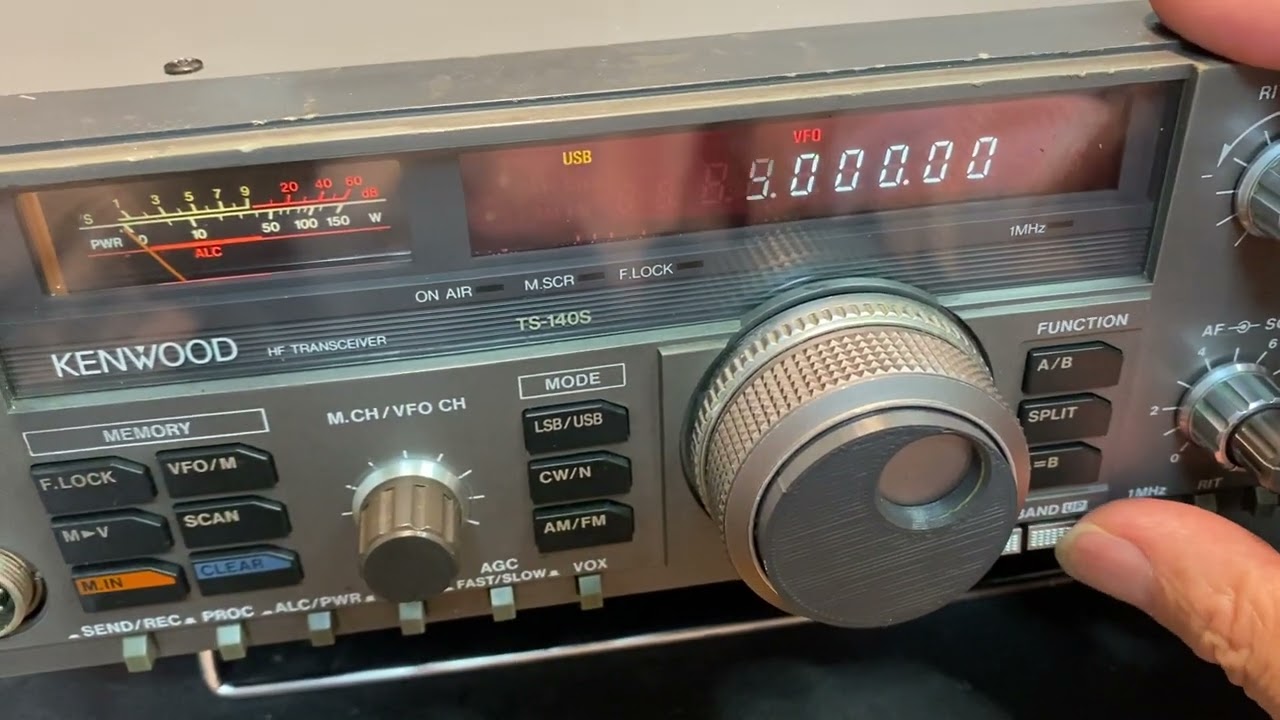 USB
VFO
9.000.00
S 1 3 5 7 9 20 40 60 dB
PWR 0 10 50 100 150 W
ALC
1MHz
ON AIR M.SCR F.LOCK
TS-140S
KENWOOD HF TRANSCEIVER
RI
FUNCTION
A/B
SPLIT
=B
1MHz
BAND UP
AF
2 4 6
0
RIT
MODE
LSB/USB
CW/N
AM/FM
M.CH/VFO CH
MEMORY
F.LOCK VFO/M
M►V SCAN
M.IN CLEAR
SEND/REC PROC ALC/PWR
AGC
FAST/SLOW
VOX